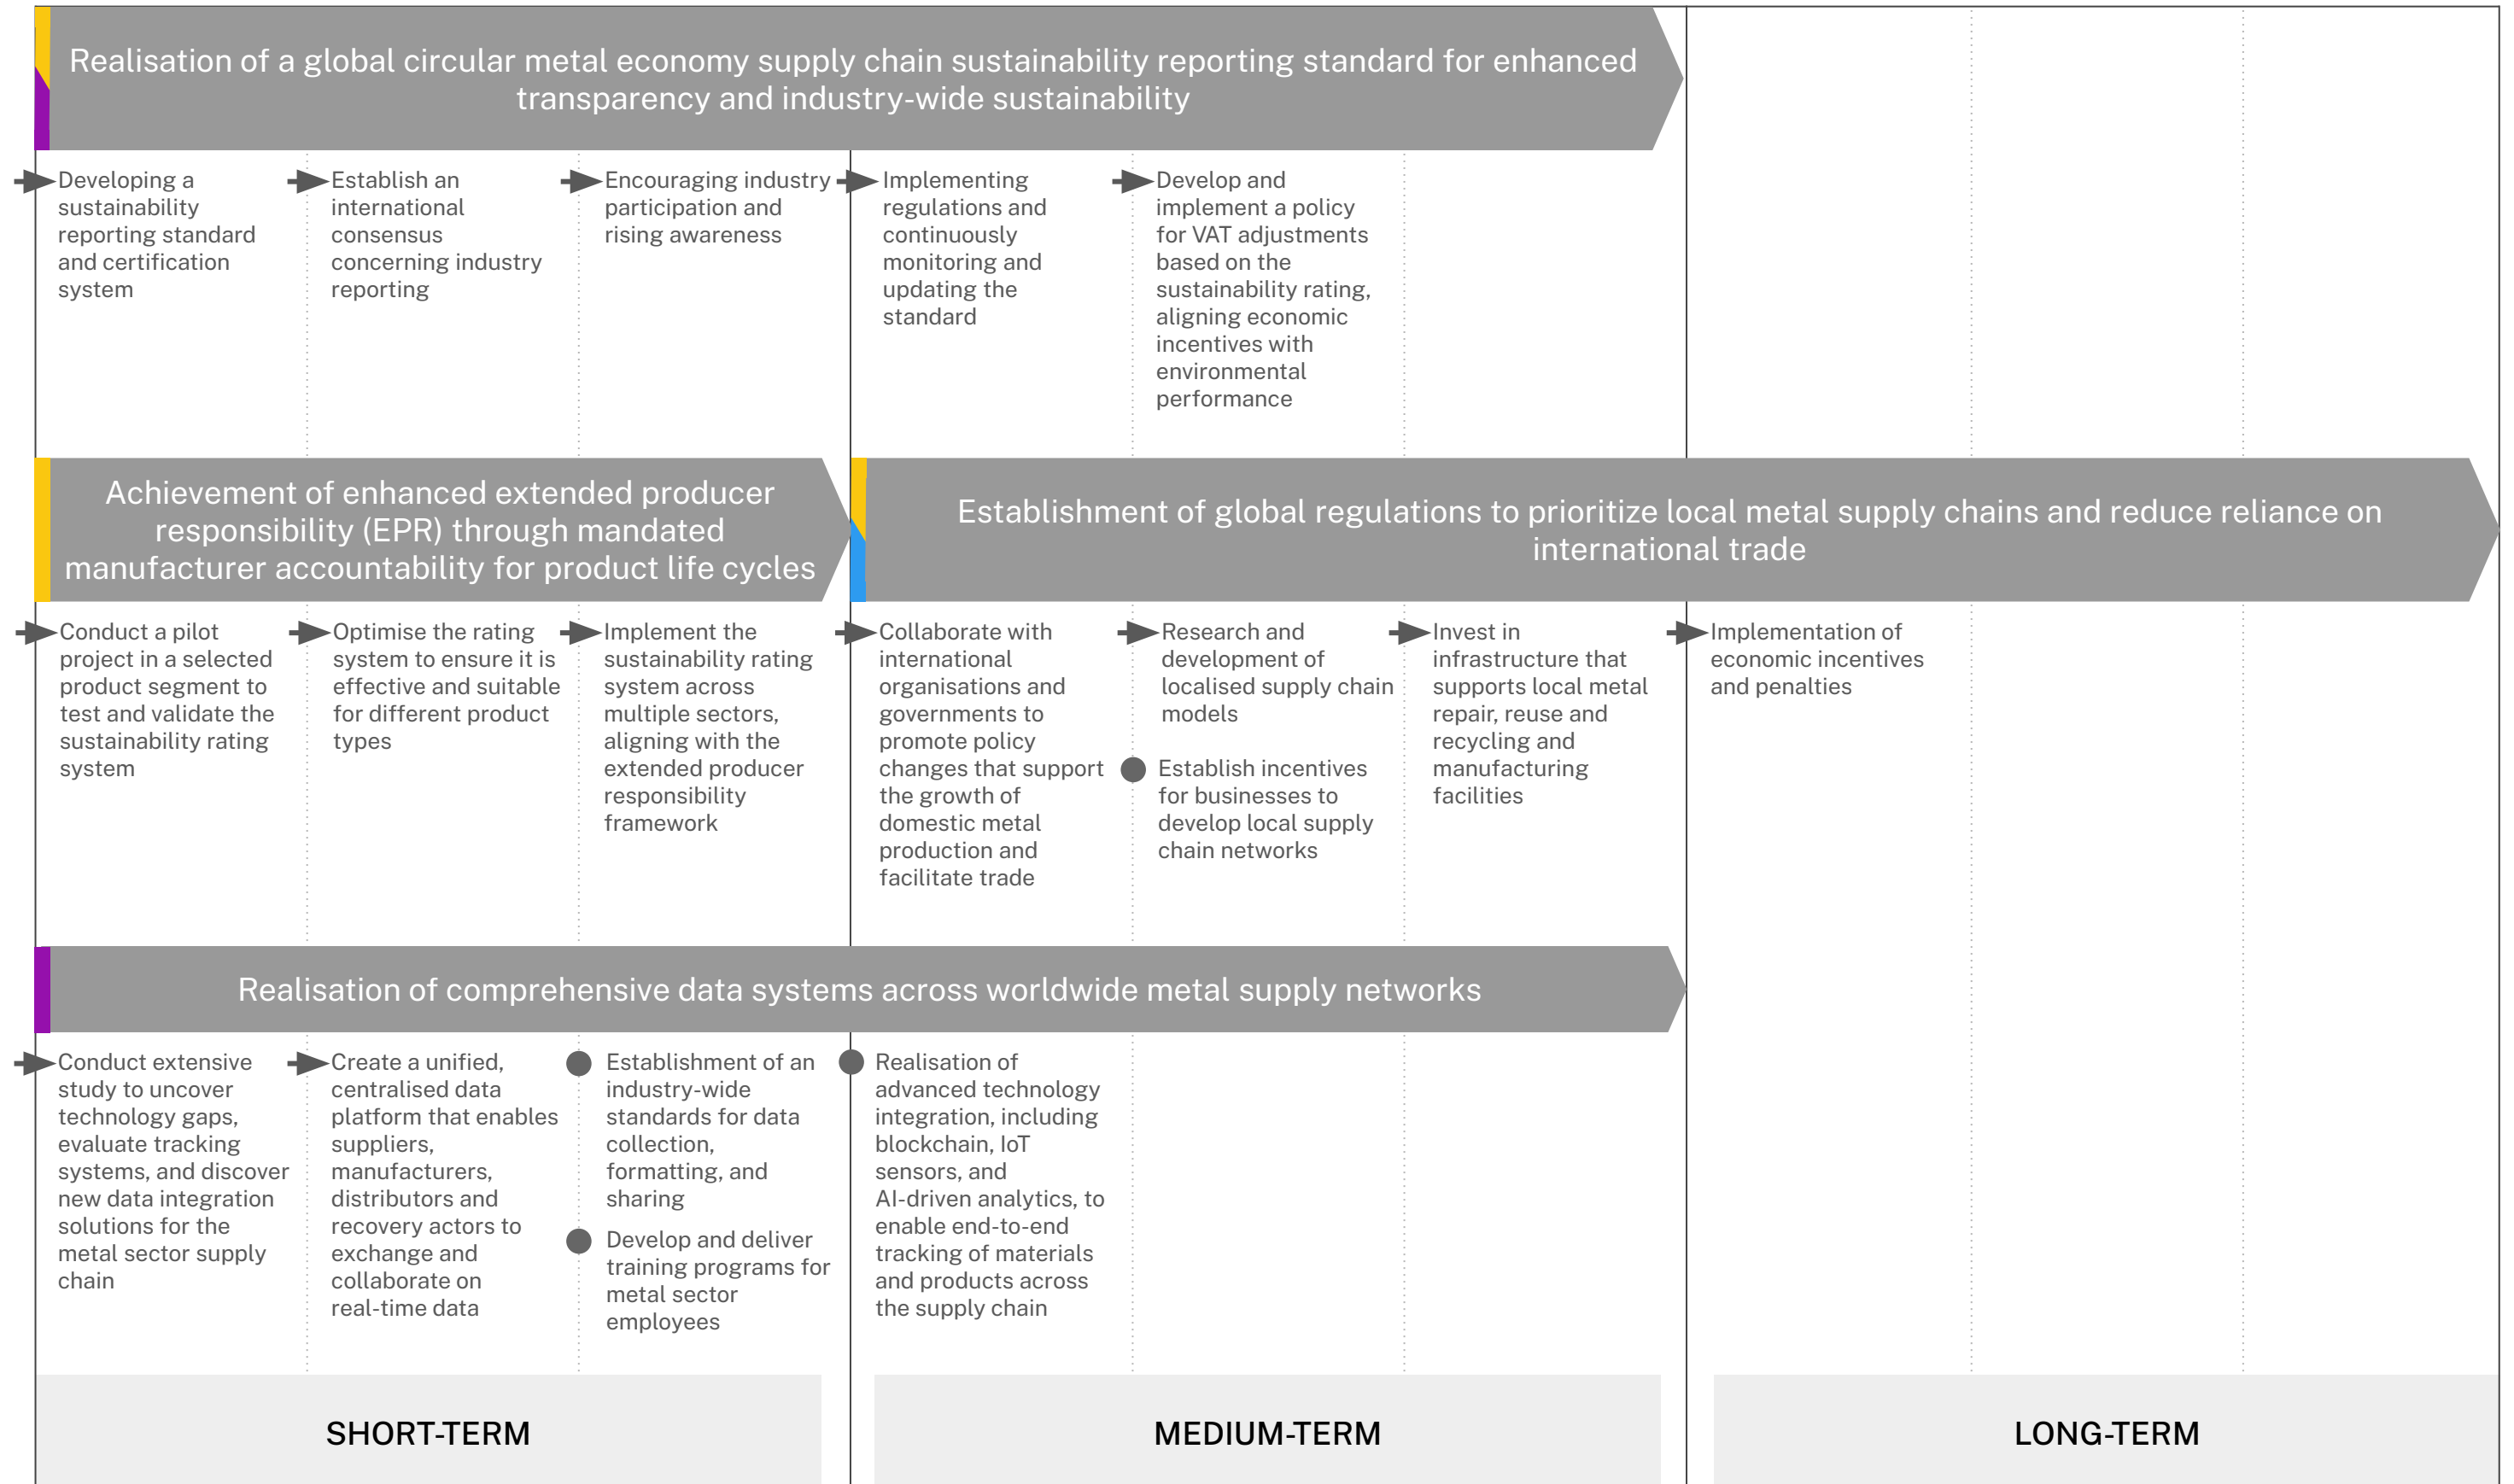 Realisation of a global circular metal economy supply chain sustainability reporting standard for enhanced
transparency and industry-wide sustainability
Developing a
sustainability
reporting standard
and certification
system
Establish an
international
consensus
concerning industry
reporting
Encouraging industry
participation and
rising awareness
Implementing
regulations and
continuously
monitoring and
updating the
standard
Develop and
implement a policy
for VAT adjustments
based on the
sustainability rating,
aligning economic
incentives with
environmental
performance
Achievement of enhanced extended producer
responsibility (EPR) through mandated
manufacturer accountability for product life cycles
Establishment of global regulations to prioritize local metal supply chains and reduce reliance on
international trade
Conduct a pilot
project in a selected
product segment to
test and validate the
sustainability rating
system
Optimise the rating
system to ensure it is
effective and suitable
for different product
types
Implement the
sustainability rating
system across
multiple sectors,
aligning with the
extended producer
responsibility
framework
Collaborate with
international
organisations and
governments to
promote policy
changes that support
the growth of
domestic metal
production and
facilitate trade
Research and
development of
localised supply chain
models
Establish incentives
for businesses to
develop local supply
chain networks
Invest in
infrastructure that
supports local metal
repair, reuse and
recycling and
manufacturing
facilities
Implementation of
economic incentives
and penalties
Realisation of comprehensive data systems across worldwide metal supply networks
Conduct extensive
study to uncover
technology gaps,
evaluate tracking
systems, and discover
new data integration
solutions for the
metal sector supply
chain
Create a unified,
centralised data
platform that enables
suppliers,
manufacturers,
distributors and
recovery actors to
exchange and
collaborate on
real-time data
Establishment of an
industry-wide
standards for data
collection,
formatting, and
sharing
Develop and deliver
training programs for
metal sector
employees
Realisation of
advanced technology
integration, including
blockchain, IoT
sensors, and
AI-driven analytics, to
enable end-to-end
tracking of materials
and products across
the supply chain
SHORT-TERM
MEDIUM-TERM
LONG-TERM